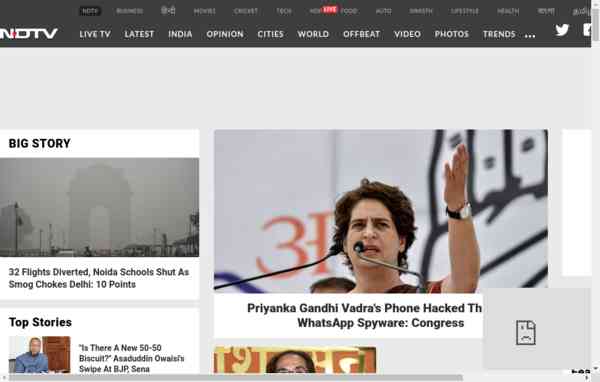 NDTV BUSINESS हिन्दी MOVIES CRICKET TECH LIVE FOOD AUTO SWASTH LIFESTYLE HEALTH বাংলা
NDTV LIVE TV LATEST INDIA OPINION CITIES WORLD OFFBEAT VIDEO PHOTOS TRENDS ...
BIG STORY
32 Flights Diverted, Noida Schools Shut As
Smog Chokes Delhi: 10 Points
Top Stories
"Is There A New 50-50
Biscuit?" Asaduddin Owaisi's
Swipe At BJP, Sena
Priyanka Gandhi Vadra's Phone Hacked Th
WhatsApp Spyware: Congress